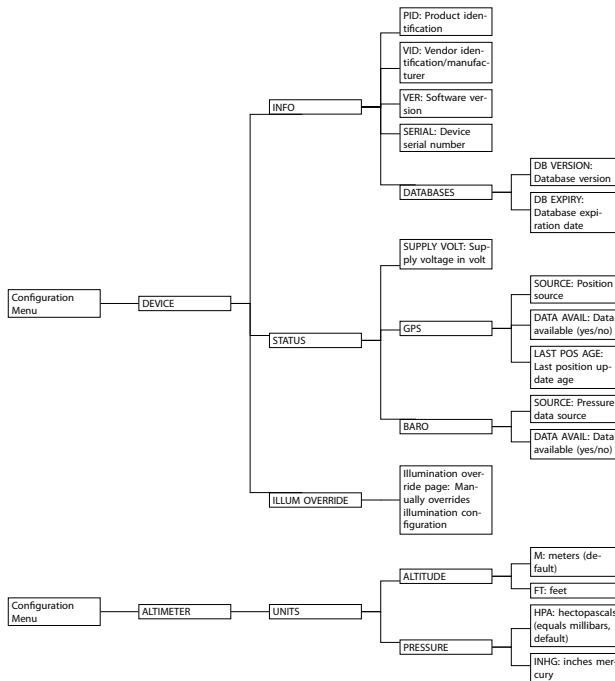 PID: Product iden-
tification
VID: Vendor iden-
tification/manufac-
turer
VER: Software ver-
sion
SERIAL: Device
serial number
INFO
DATABASES
DB VERSION:
Database version
DB EXPIRY:
Database expi-
ration date
Configuration
Menu
DEVICE
STATUS
SUPPLY VOLT: Sup-
ply voltage in volt
GPS
SOURCE: Position
source
DATA AVAIL: Data
available (yes/no)
LAST POS AGE:
Last position up-
date age
BARO
SOURCE: Pressure
data source
DATA AVAIL: Data
available (yes/no)
ILLUM OVERRIDE
Illumination over-
ride page: Man-
ually overrides
illumination con-
figuration
Configuration
Menu
ALTIMETER
UNITS
ALTITUDE
M: meters (de-
fault)
FT: feet
PRESSURE
HPA: hectopascals
(equals millibars,
default)
INHG: inches mer-
cury